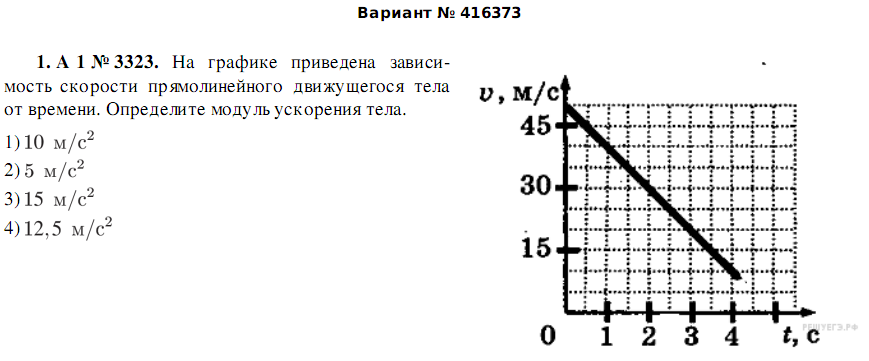 Вариант № 416373
1. А 1 № 3323. На графике приведена зависи-
мость скорости прямолинейного движущегося тела
от времени. Определите модуль ускорения тела.
1) 10 м/с²
2) 5 м/с²
3) 15 м/с²
4) 12,5 м/с²
υ, м/с
45
30
15
0 1 2 3 4 t, с
РЕШУЕГЭ.РФ